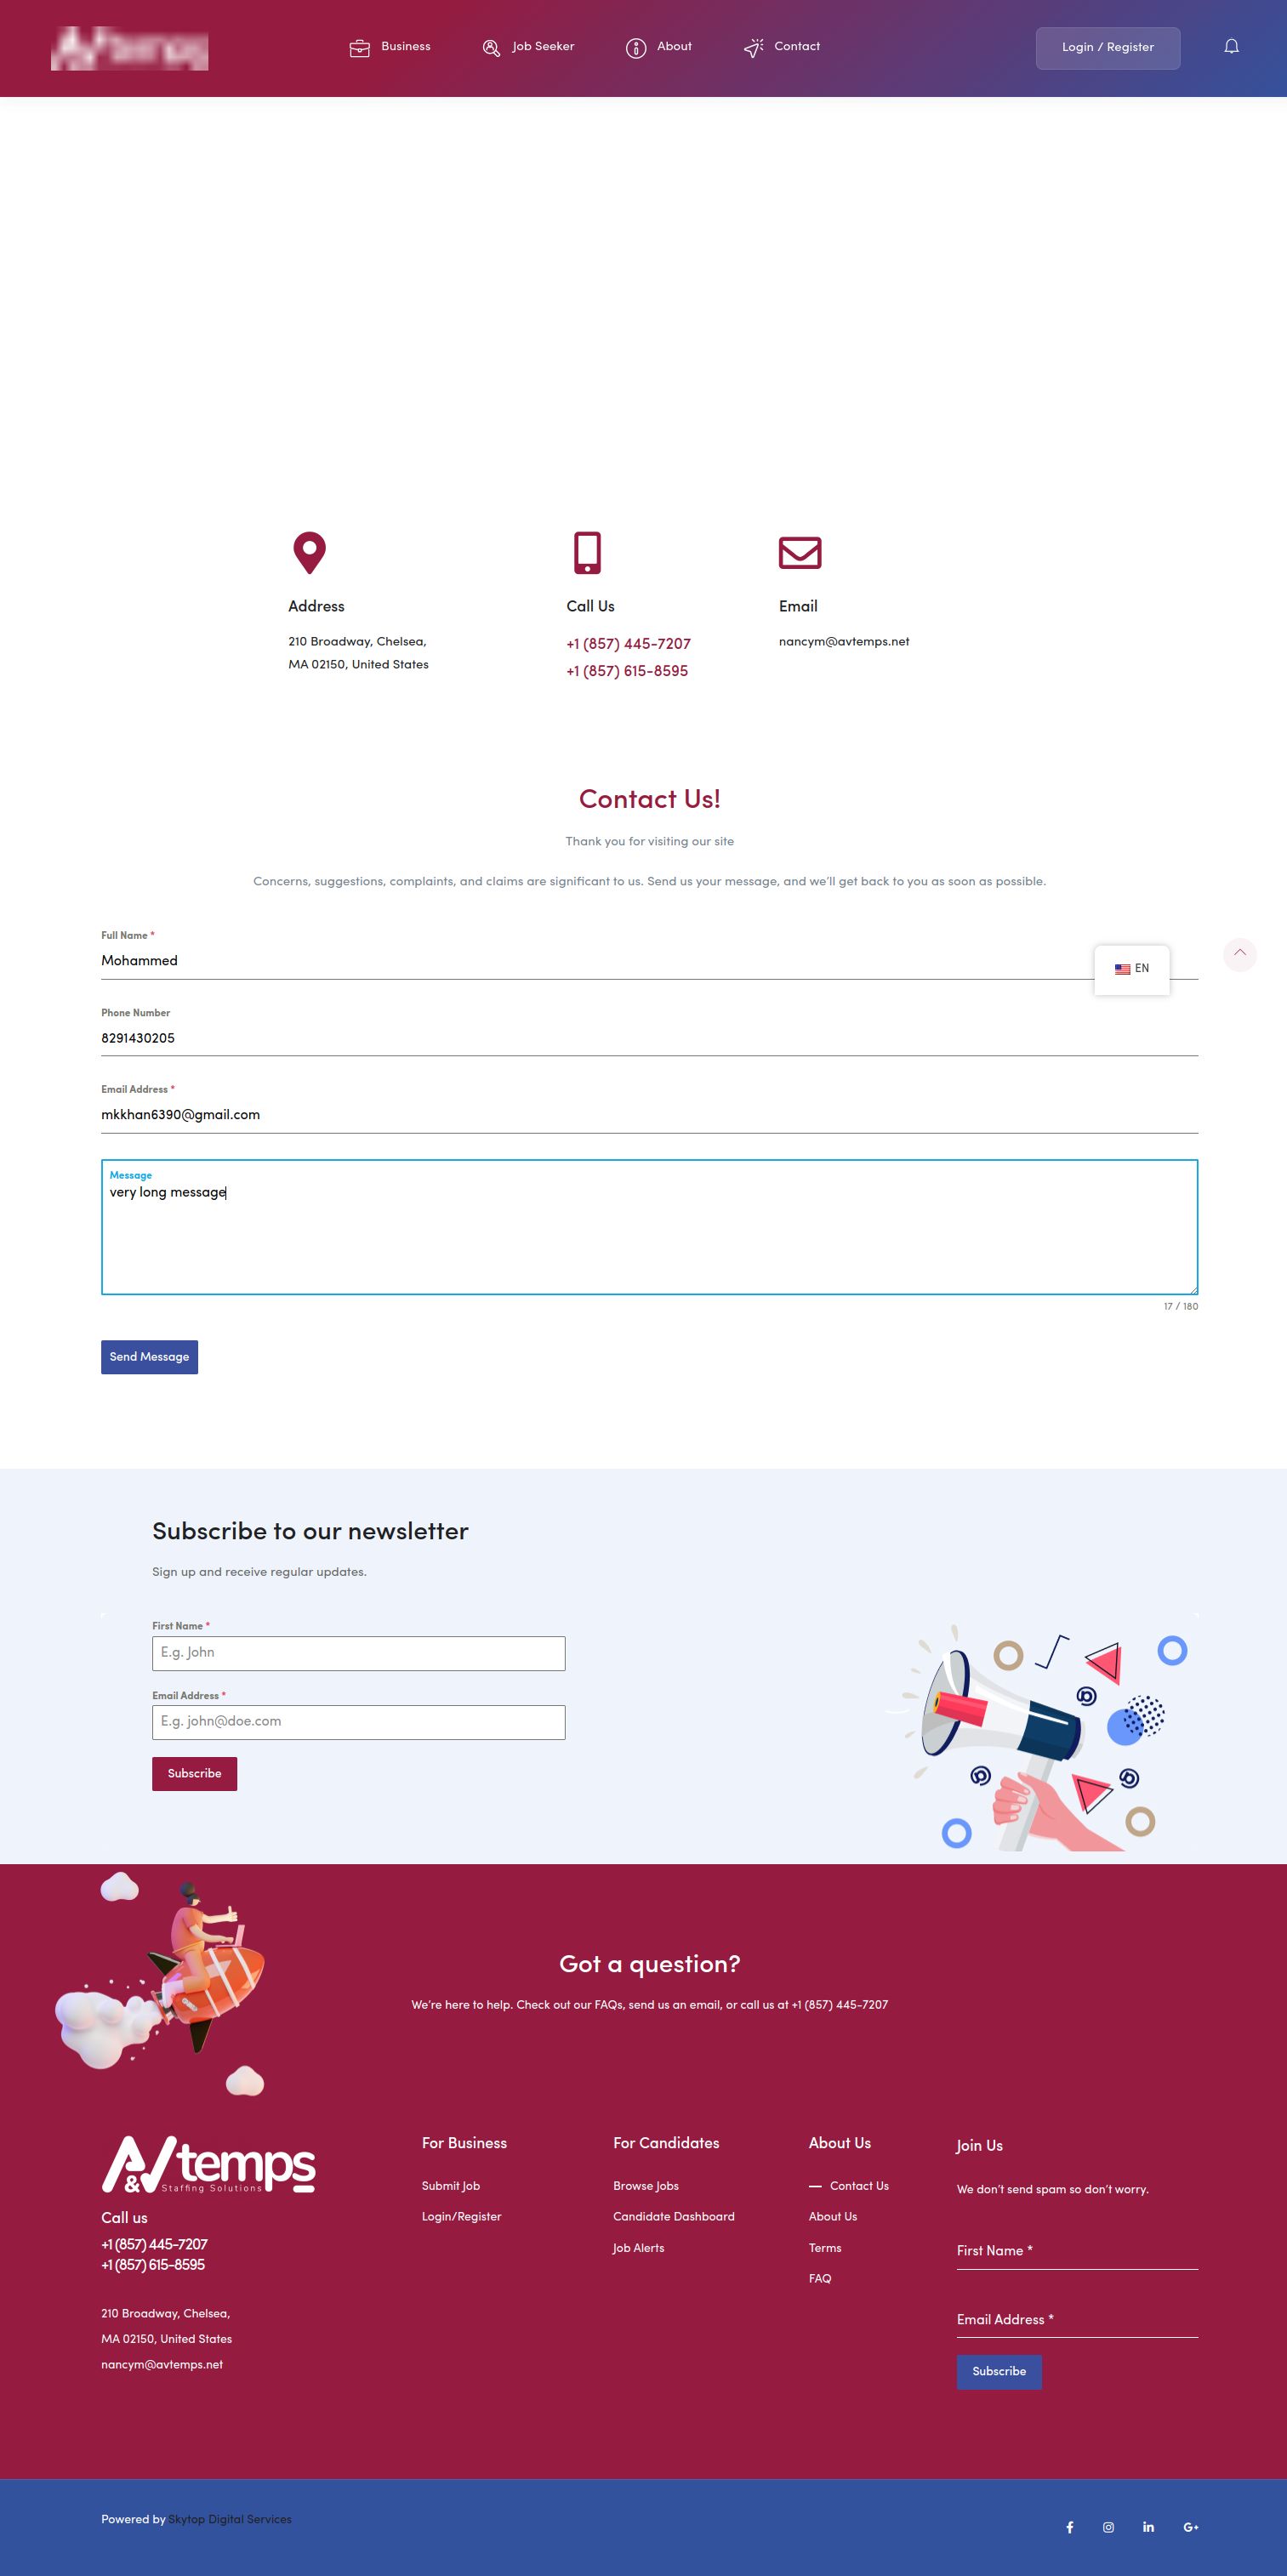 Business
Job Seeker
About
Contact
Login / Register
Address
210 Broadway, Chelsea,
MA 02150, United States
Call Us
+1 (857) 445-7207
+1 (857) 615-8595
Email
nancym@avtemps.net
Contact Us!
Thank you for visiting our site
Concerns, suggestions, complaints, and claims are significant to us. Send us your message, and we'll get back to you as soon as possible.
Full Name *
Mohammed
EN
Phone Number
8291430205
Email Address *
mkkhan6390@gmail.com
Message
very long message
17 / 180
Send Message
Subscribe to our newsletter
Sign up and receive regular updates.
First Name *
E.g. John
Email Address *
E.g. john@doe.com
Subscribe
Got a question?
We're here to help. Check out our FAQs, send us an email, or call us at +1 (857) 445-7207
A&V temps
Staffing Solutions
Call us
+1 (857) 445-7207
+1 (857) 615-8595
210 Broadway, Chelsea,
MA 02150, United States
nancym@avtemps.net
For Business
Submit Job
Login/Register
For Candidates
Browse Jobs
Candidate Dashboard
Job Alerts
About Us
Contact Us
About Us
Terms
FAQ
Join Us
We don't send spam so don't worry.
First Name *
Email Address *
Subscribe
Powered by Skytop Digital Services